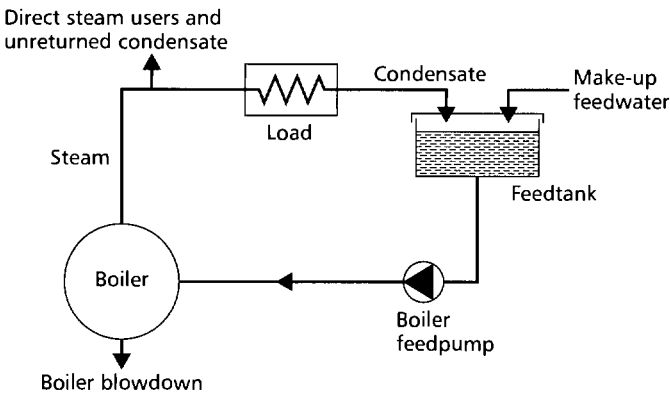 Direct steam users and
unreturned condensate
Condensate
Make-up
feedwater
Load
Steam
Feedtank
Boiler
Boiler
feedpump
Boiler blowdown